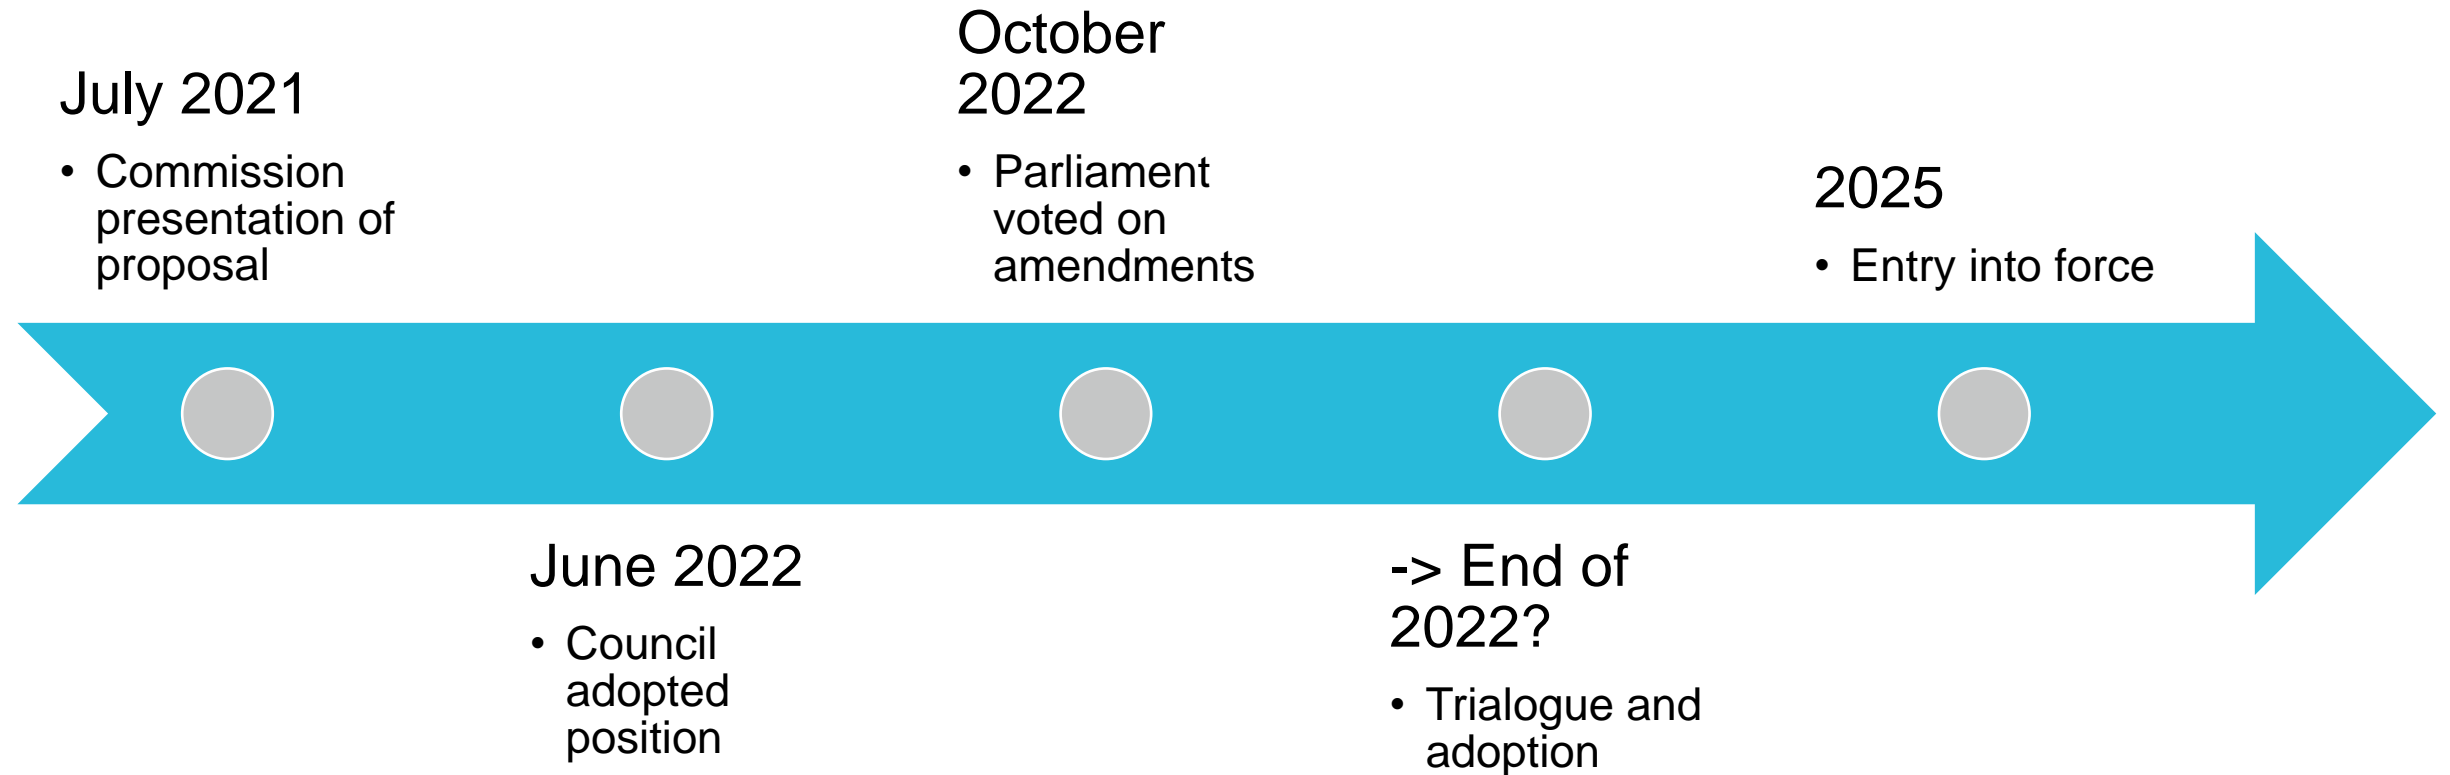 July 2021
• Commission
presentation of
proposal
June 2022
• Council
adopted
position
October
2022
• Parliament
voted on
amendments
-> End of
2022?
• Trialogue and
adoption
2025
• Entry into force